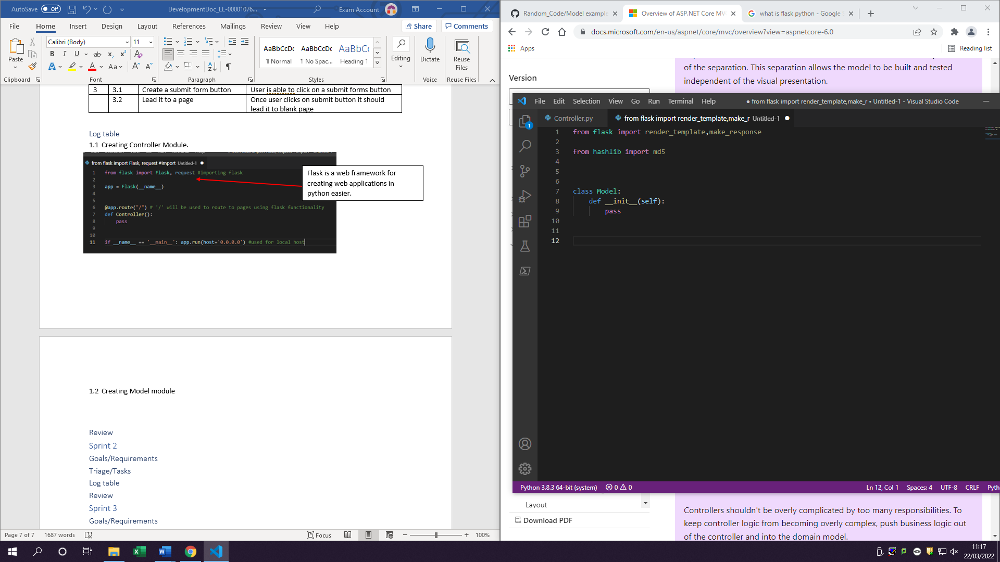 AutoSave Off DevelopmentDoc_LL-00001076... Exam Account
File Home Insert Design Layout References Mailings Review View Help Share Comments
Paste
Calibri (Body) 11
B I U ab x₂ x²
A A Aa A A
AaBbCcDc AaBbCcDc AaBbCc
¶ Normal ¶ No Spac... Heading 1
Editing
Dictate
Reuse
Files
Clipboard Font Paragraph Styles Voice Reuse Files
3 3.1 Create a submit form button User is able to click on a submit forms button
3.2 Lead it to a page Once user clicks on submit button it should
lead it to blank page
Log table
1.1 Creating Controller Module.
from flask import Flask, request #import Untitled-1 ●
1 from flask import Flask, request #importing flask
2
3 app = Flask(__name__)
4
5
6 @app.route("/") # '/' will be used to route to pages using flask functionality
7 def Controller():
8 pass
9
10
11 if __name__ == '__main__': app.run(host='0.0.0.0') #used for local host
Flask is a web framework for
creating web applications in
python easier.
1.2 Creating Model module
Review
Sprint 2
Goals/Requirements
Triage/Tasks
Log table
Review
Sprint 3
Goals/Requirements
Page 7 of 7 1687 words Focus 100%
Random_Code/Model example Overview of ASP.NET Core MV what is flask python - Google S
docs.microsoft.com/en-us/aspnet/core/mvc/overview?view=aspnetcore-6.0
Apps Reading list
Version
of the separation. This separation allows the model to be built and tested
independent of the visual presentation.
File Edit Selection View Go Run Terminal Help ● from flask import render_template,make_r • Untitled-1 - Visual Studio Code
1
Controller.py from flask import render_template,make_r Untitled-1 ●
1 from flask import render_template,make_response
2
3 from hashlib import md5
4
5
6
7 class Model:
8 def __init__(self):
9 pass
10
11
12
Python 3.8.3 64-bit (system) 0 0 Ln 12, Col 1 Spaces: 4 UTF-8 CRLF Pyth
Layout
Download PDF
Controllers shouldn't be overly complicated by too many responsibilities. To
keep controller logic from becoming overly complex, push business logic out
of the controller and into the domain model.
11:17
22/03/2022